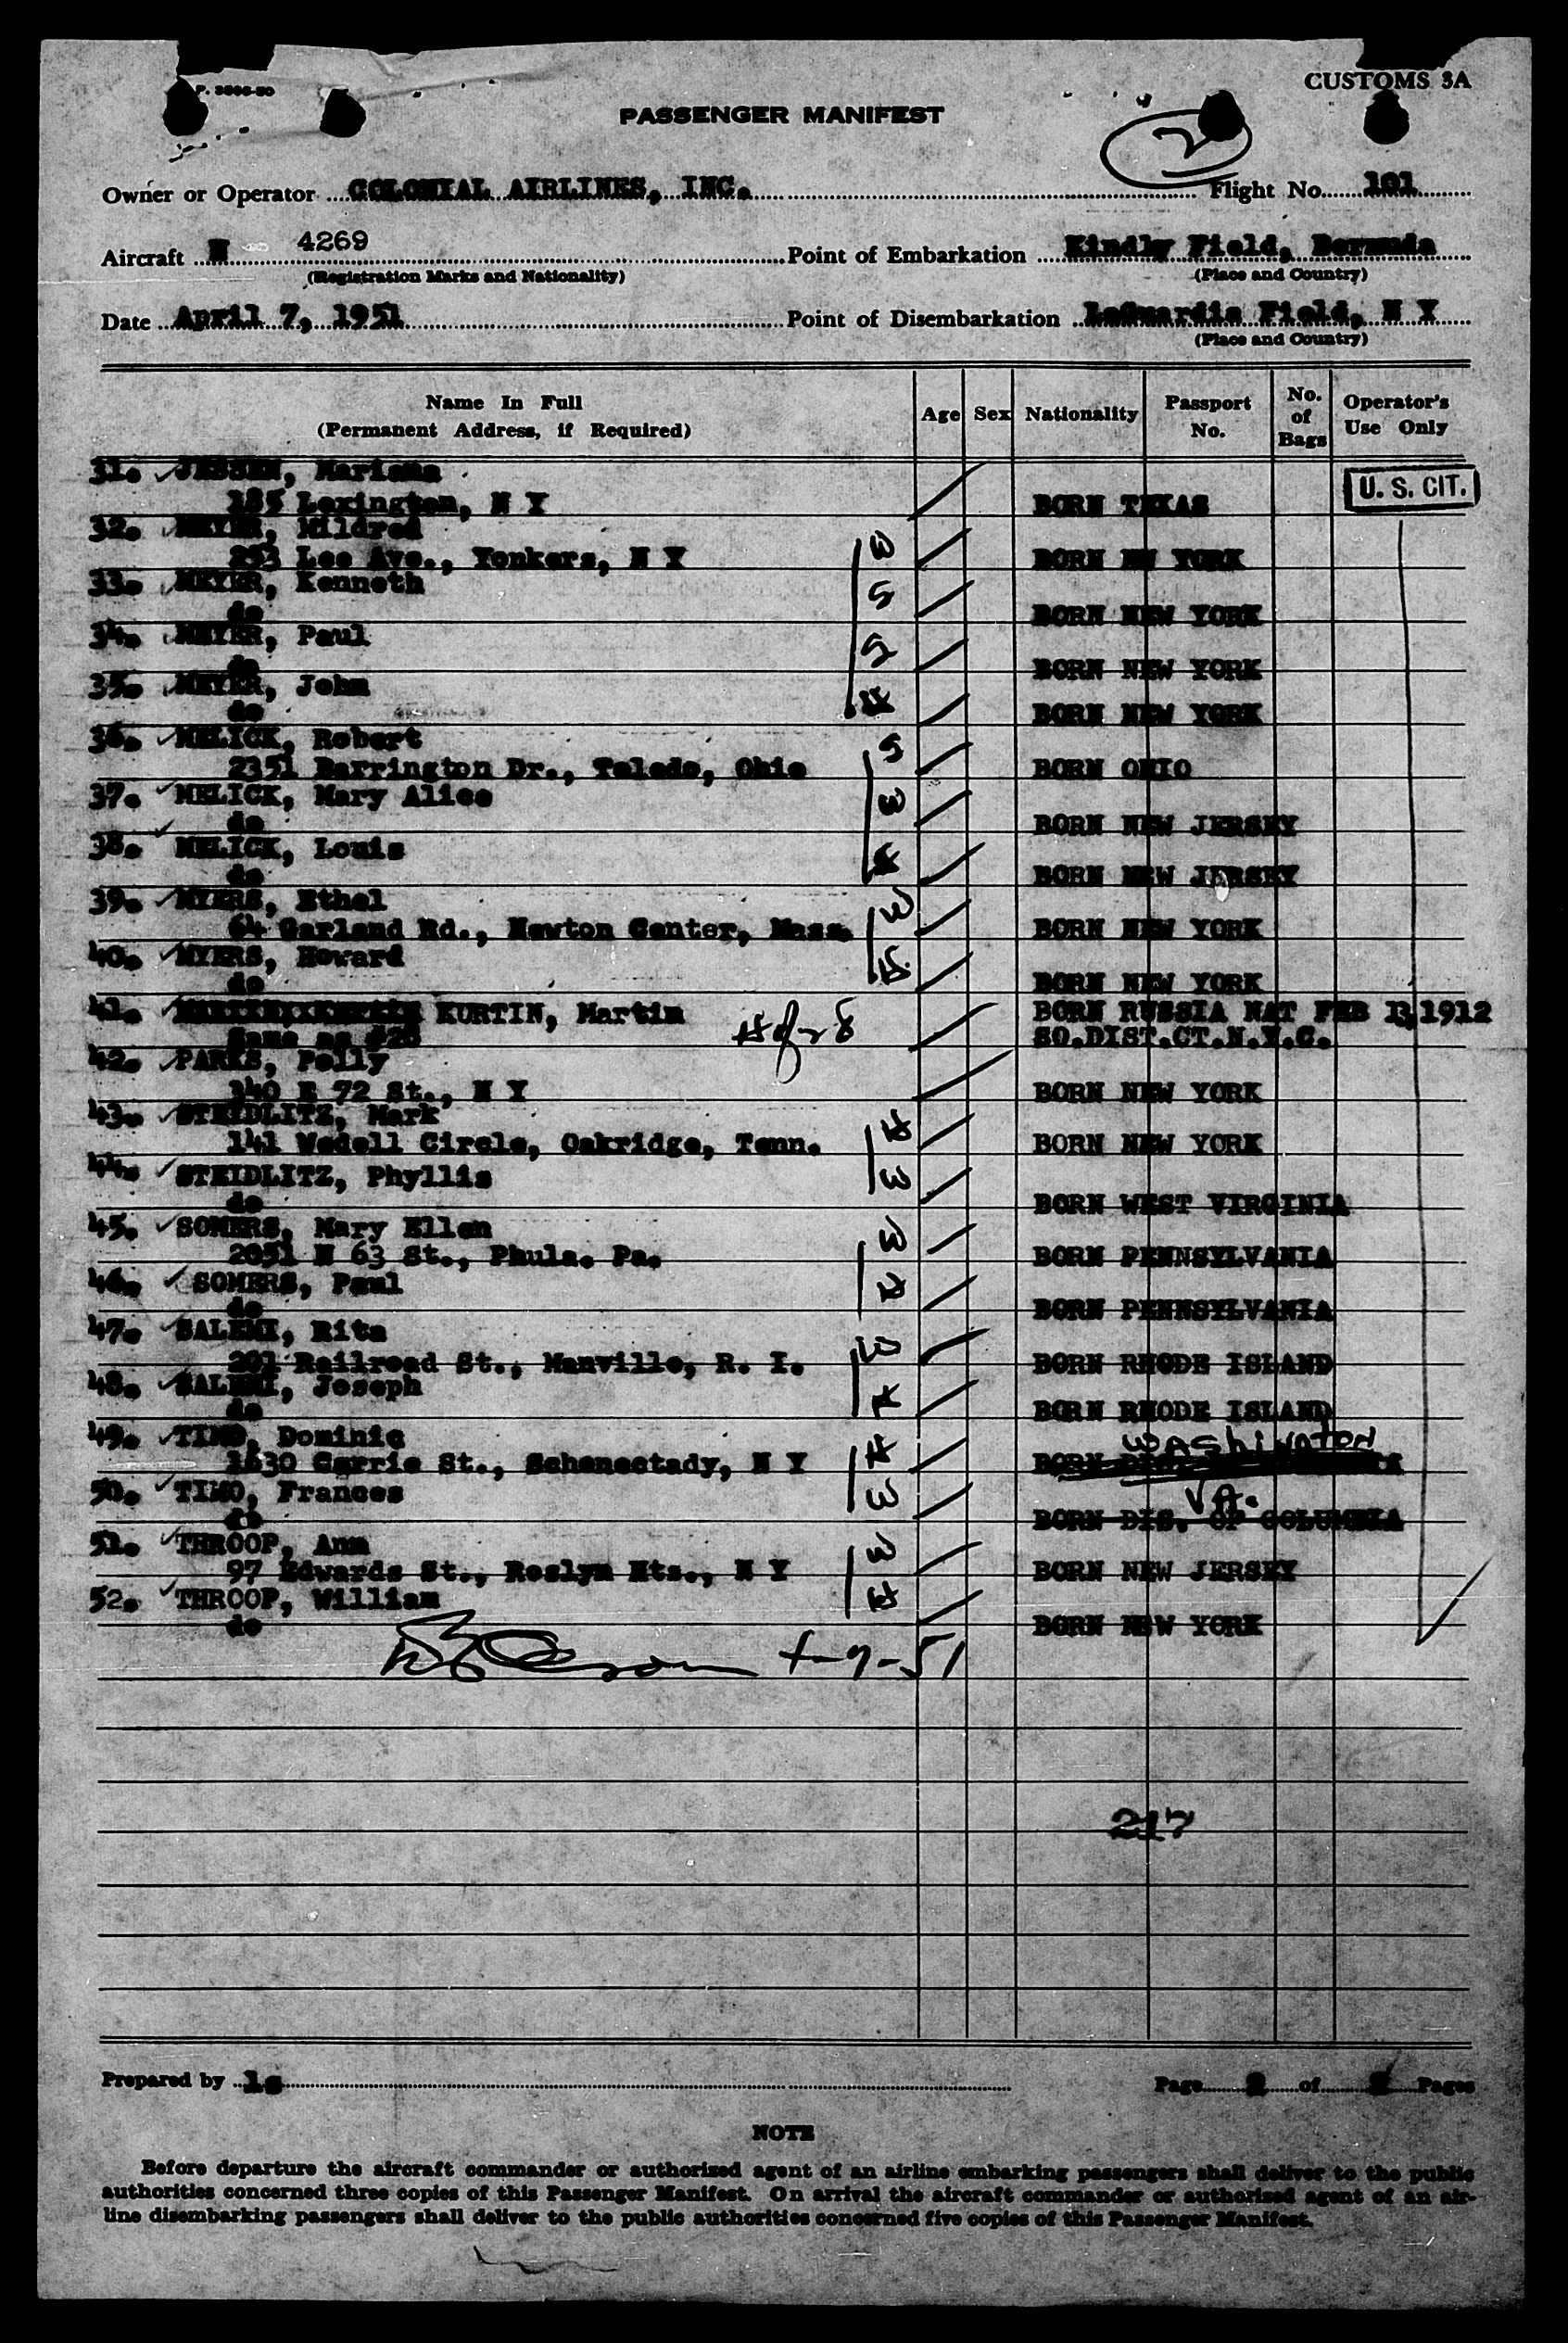 P. 3806-50
CUSTOMS 3A
PASSENGER MANIFEST
2
Owner or Operator COLONIAL AIRLINES, INC. Flight No. 101
Aircraft N 4269 Point of Embarkation Kindly Field, Bermuda
(Registration Marks and Nationality) (Place and Country)
Date April 7, 1951 Point of Disembarkation LaGuardia Field, N Y
(Place and Country)
Name In Full (Permanent Address, if Required) Age Sex Nationality Passport No. No. of Bags Operator's Use Only
31. JESSEN, U. S. CIT.
185 Lexington, N Y BORN TEXAS
32. MEYER, Mildred
253 Lee Ave., Yonkers, N Y W BORN NW YORK
33. MEYER, Kenneth
do S BORN NEW YORK
34. MEYER, Paul
do S BORN NEW YORK
35. MEYER, John
do H BORN NEW YORK
36. MELICK, Robert
2351 Barrington Dr., Toledo, Ohio S BORN OHIO
37. MELICK, Mary Alice
do W BORN NEW JERSEY
38. MELICK, Louis
do H BORN NEW JERSEY
39. MYERS, Ethel
64 Garland Rd., Newton Center, Mass. W BORN NEW YORK
40. MYERS, Howard
do H BORN NEW YORK
41. KURTIN, Martin H of 28 BORN RUSSIA NAT FEB 13, 1912
Same as #28 SO.DIST.CT.N.Y.C.
42. PARKS, Polly
340 E 72 St., N Y BORN NEW YORK
43. STEIDLITZ, Mark
141 Wedell Circle, Oakridge, Tenn. H BORN NEW YORK
44. STEIDLITZ, Phyllis
do W BORN WEST VIRGINIA
45. SOMERS, Mary Ellen
2051 N 63 St., Phula. Pa. W BORN PENNSYLVANIA
46. SOMERS, Paul
do H BORN PENNSYLVANIA
47. SALEMI, Rita
201 Railroad St., Manville, R. I. W BORN RHODE ISLAND
48. SALEMI, Joseph
do H BORN RHODE ISLAND
49. TIMO, Dominic WASHINGTON
1630 Carrie St., Schenectady, N Y H BORN
50. TIMO, Frances VA.
do W BORN DIS. OF COLUMBIA
51. THROOP, Ann
97 Edwards St., Roslyn Hts., N Y W BORN NEW JERSEY
52. THROOP, William
do H BORN NEW YORK
4-7-51
217
Prepared by Page 2 of 2 Pages
NOTE
Before departure the aircraft commander or authorized agent of an airline embarking passengers shall deliver to the public
authorities concerned three copies of this Passenger Manifest. On arrival the aircraft commander or authorized agent of an air-
line disembarking passengers shall deliver to the public authorities concerned five copies of this Passenger Manifest.